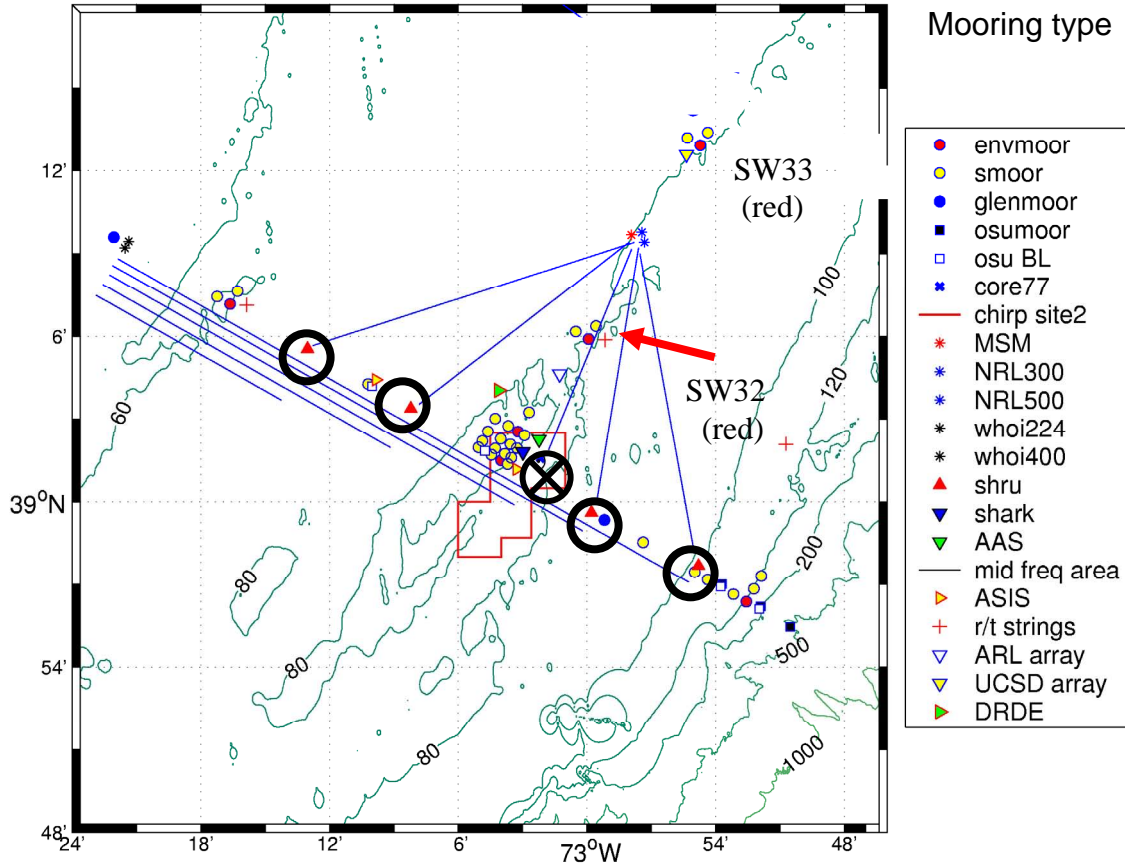 Mooring type
12'
6'
39°N
54'
48'
24'
18'
12'
6'
73°W
54'
48'
60
80
80
80
100
120
200
500
1000
SW33
(red)
SW32
(red)
envmoor
smoor
glenmoor
osumoor
osu BL
core77
chirp site2
MSM
NRL300
NRL500
whoi224
whoi400
shru
shark
AAS
mid freq area
ASIS
r/t strings
ARL array
UCSD array
DRDE